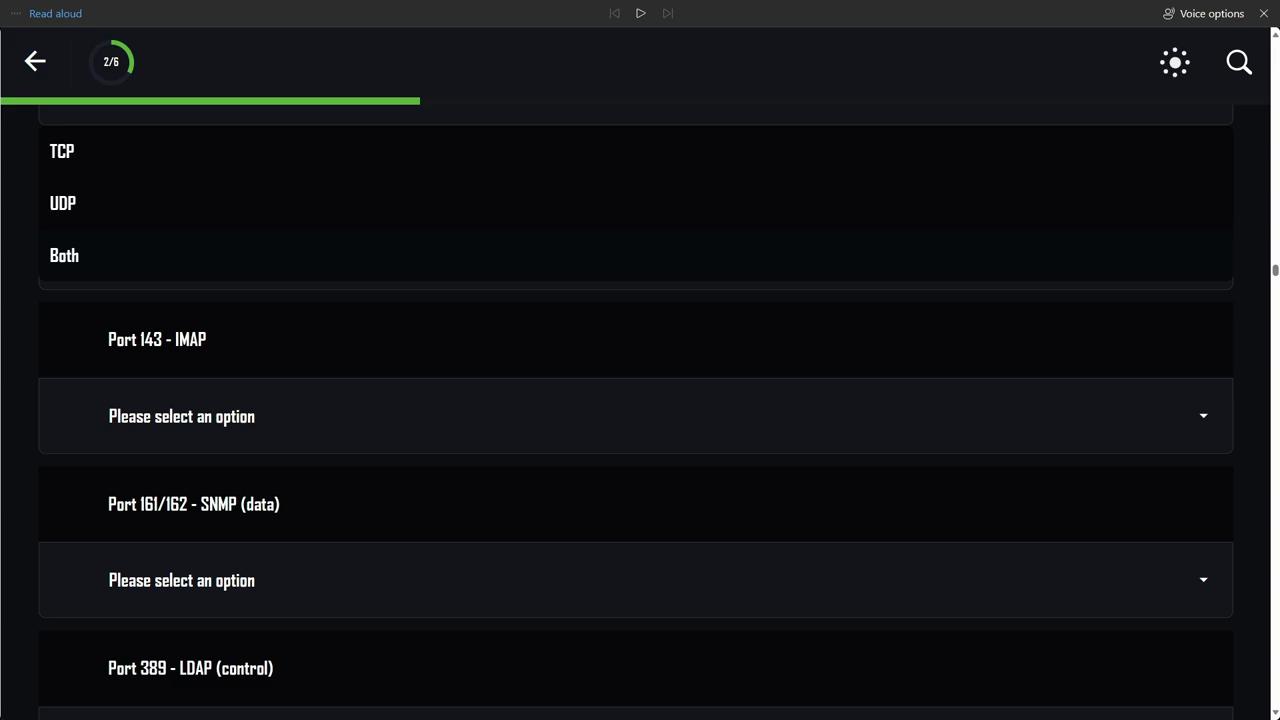 Read aloud
Voice options
2/6
TCP
UDP
Both
Port 143 - IMAP
Please select an option
Port 161/162 - SNMP (data)
Please select an option
Port 389 - LDAP (control)